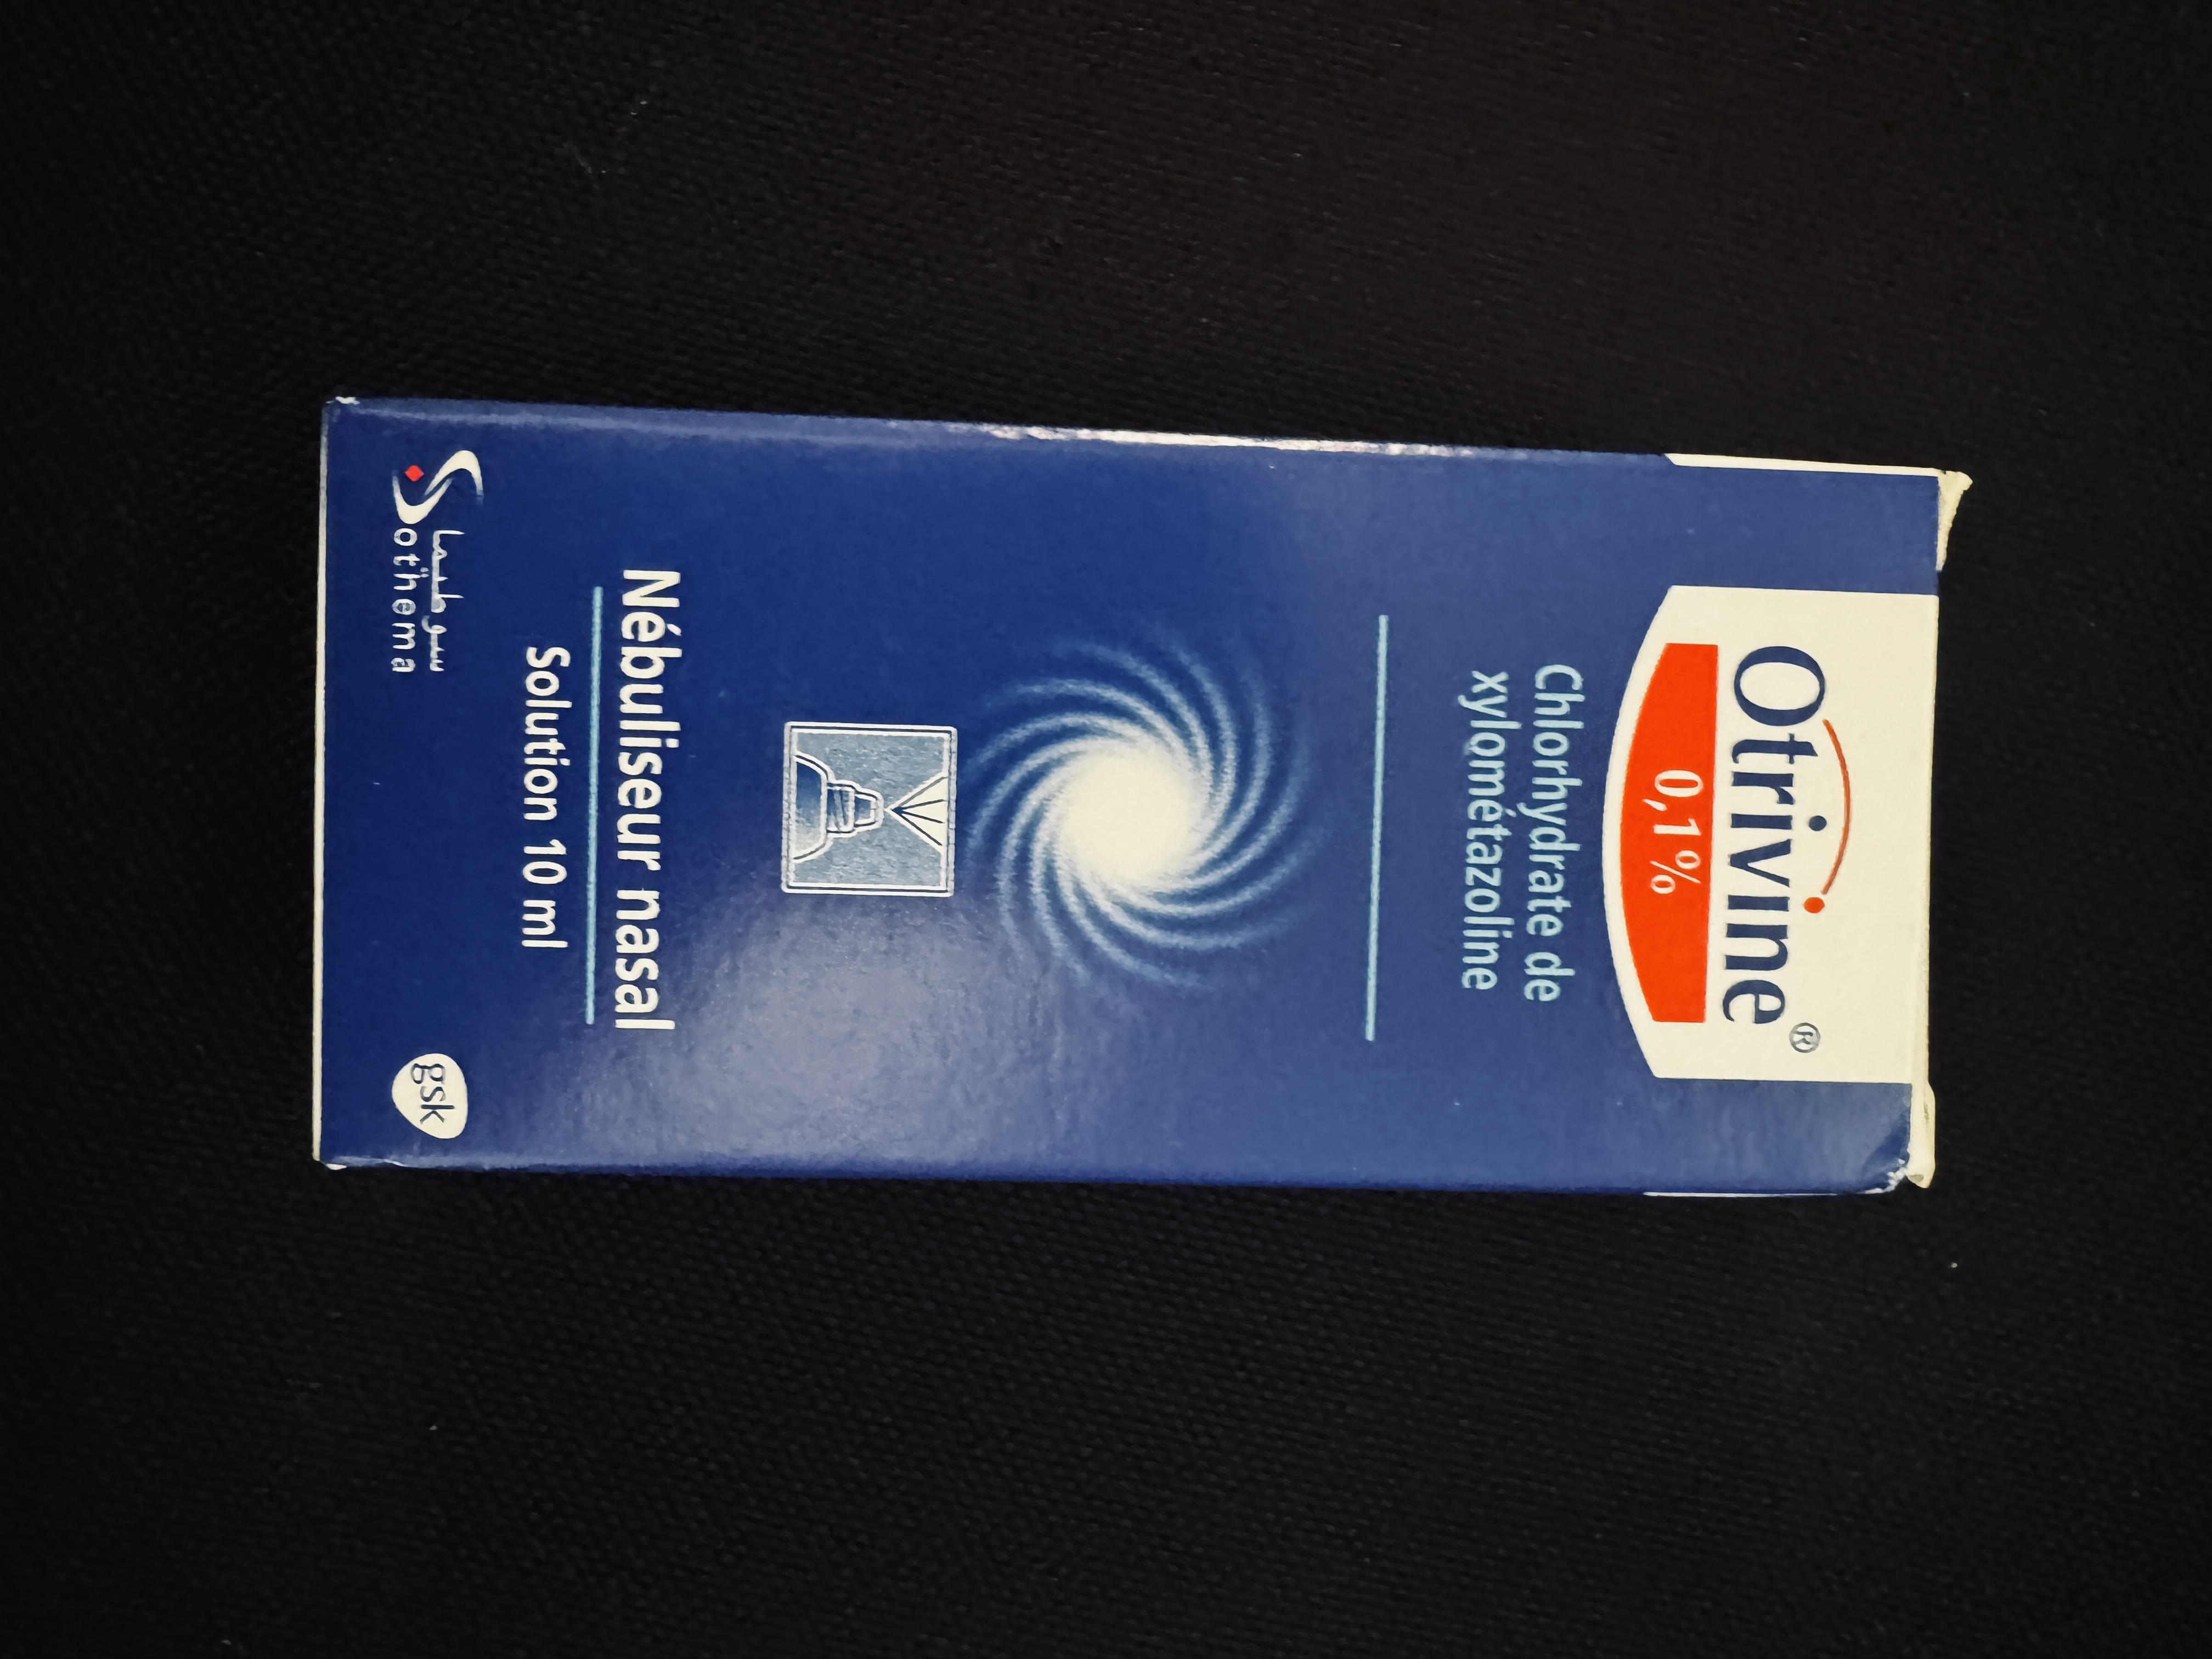 Otrivine®
0,1%
Chlorhydrate de
xylométazoline
Nébuliseur nasal
Solution 10 ml
سوطيما
Sothema
gsk